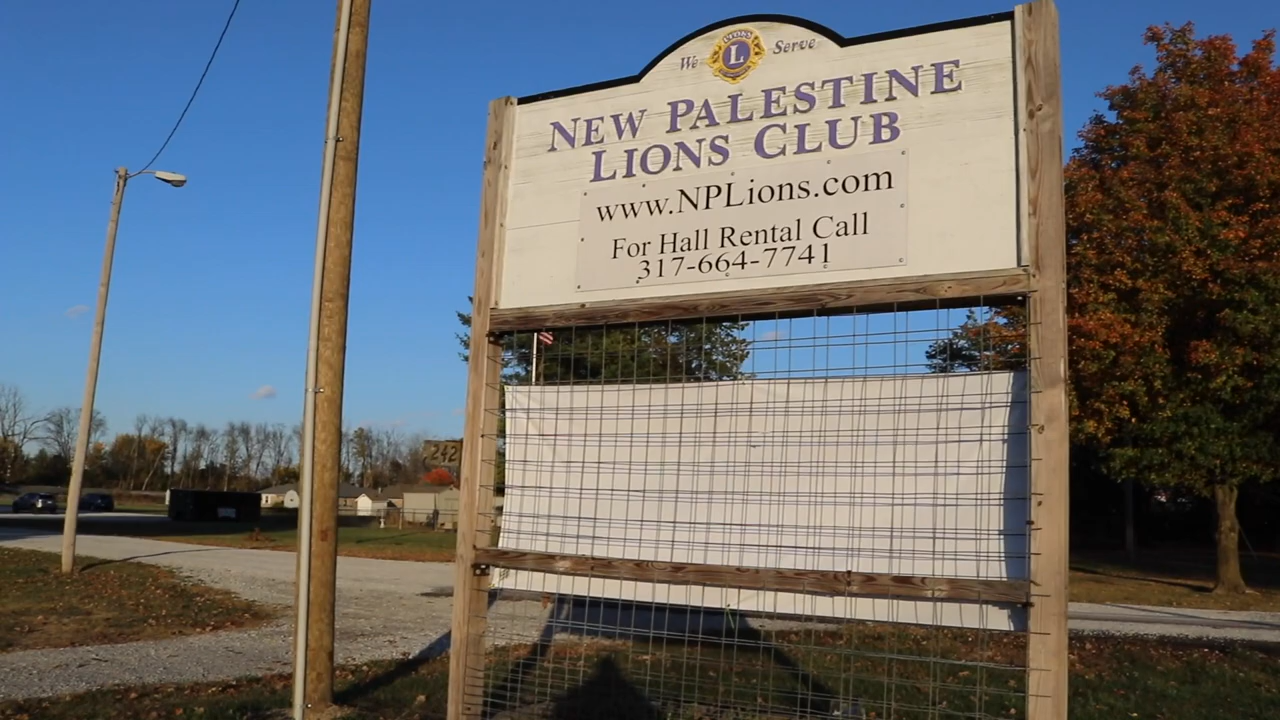 We Serve
LIONS
L
NEW PALESTINE
LIONS CLUB
www.NPLions.com
For Hall Rental Call
317-664-7741
242